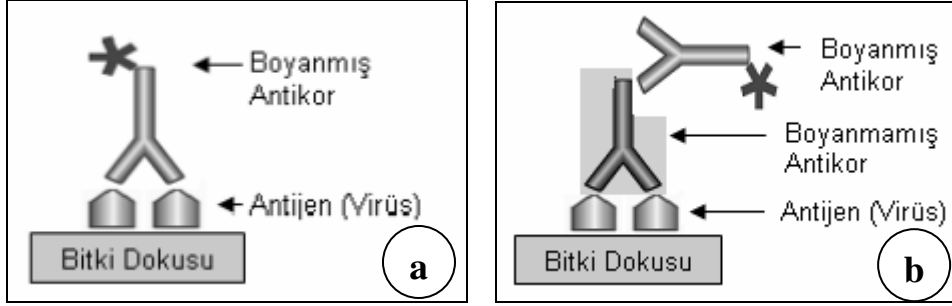 Boyanmış
Antikor
Antijen (Virüs)
Bitki Dokusu
a
Boyanmış
Antikor
Boyanmamış
Antikor
Antijen (Virüs)
Bitki Dokusu
b